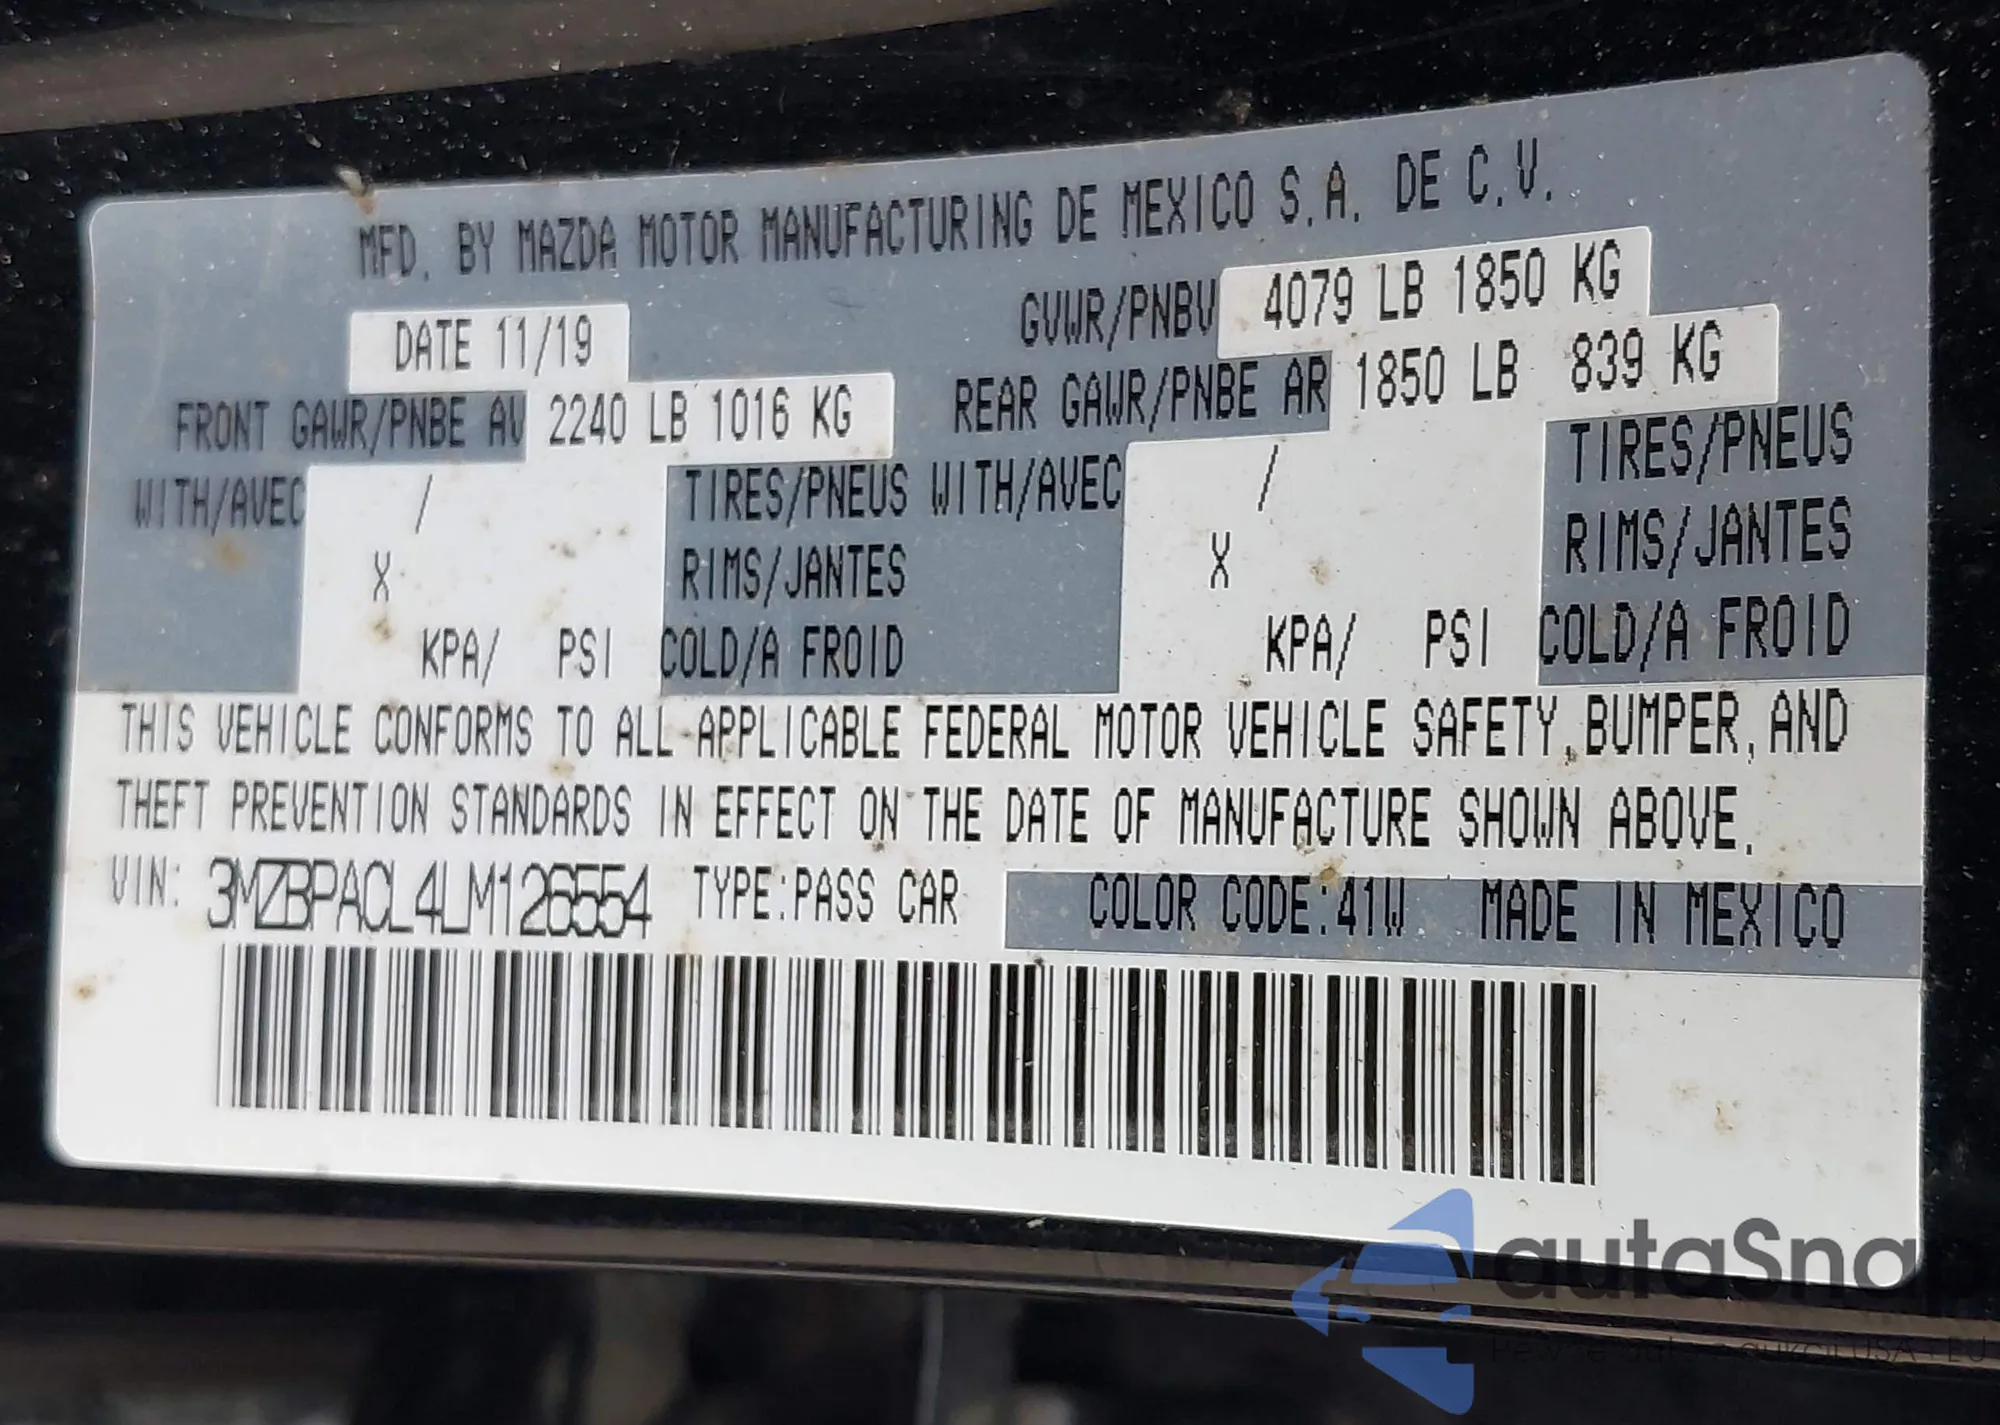 MFD. BY MAZDA MOTOR MANUFACTURING DE MEXICO S.A. DE C.V.
DATE 11/19
GVWR/PNBV 4079 LB 1850 KG
FRONT GAWR/PNBE AV 2240 LB 1016 KG
REAR GAWR/PNBE AR 1850 LB 839 KG
WITH/AVEC / TIRES/PNEUS WITH/AVEC / TIRES/PNEUS
X RIMS/JANTES X RIMS/JANTES
KPA/ PSI COLD/A FROID KPA/ PSI COLD/A FROID
THIS VEHICLE CONFORMS TO ALL APPLICABLE FEDERAL MOTOR VEHICLE SAFETY,BUMPER,AND
THEFT PREVENTION STANDARDS IN EFFECT ON THE DATE OF MANUFACTURE SHOWN ABOVE.
VIN: 3MZBPACL4LM126554 TYPE:PASS CAR COLOR CODE:41W MADE IN MEXICO
autaSnap